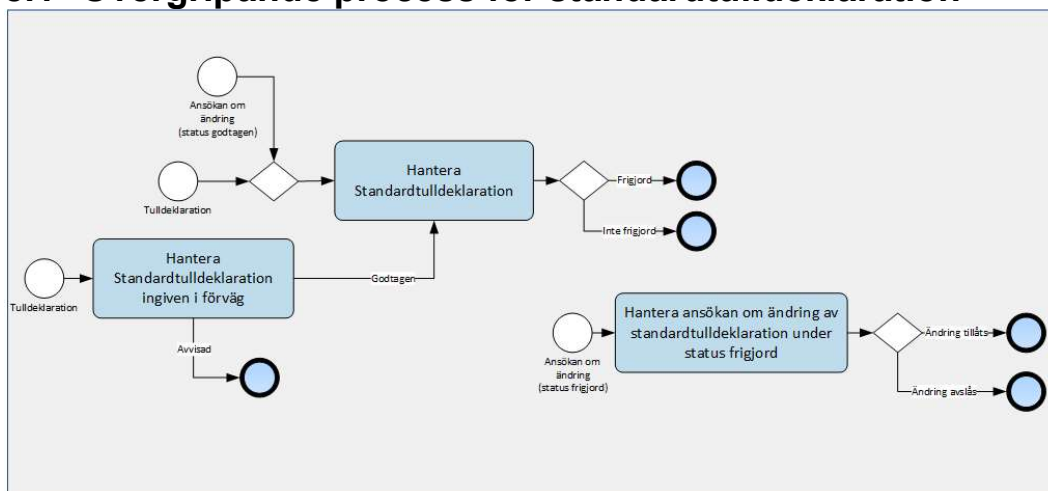 Övergripande process för standardtulldeklaration
Ansökan om
ändring
(status godtagen)
Tulldeklaration
Hantera
Standardtulldeklaration
Frigjord
Inte frigjord
Tulldeklaration
Hantera
Standardtulldeklaration
ingiven i förväg
Godtagen
Avvisad
Ansökan om
ändring
(status frigjord)
Hantera ansökan om ändring av
standardtulldeklaration under
status frigjord
Ändring tillåts
Ändring avslås